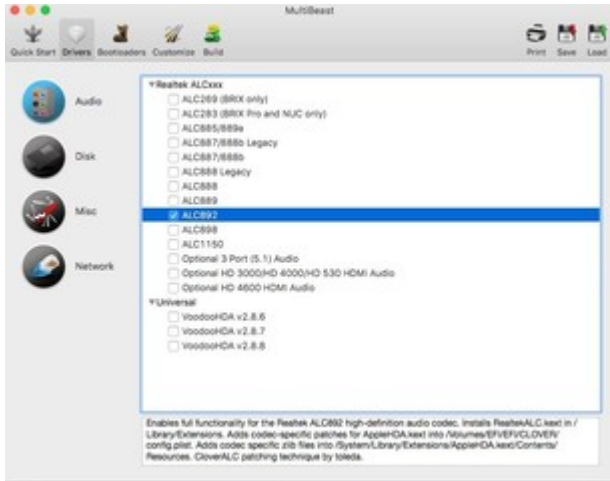 MultiBeast
Quick Start Drivers Bootloaders Customize Build Print Save Load
Audio
Disk
Misc
Network
Realtek ALCxxx
ALC269 (BRIX only)
ALC283 (BRIX Pro and NUC only)
ALC885/889a
ALC887/888b Legacy
ALC887/888b
ALC888 Legacy
ALC888
ALC889
ALC892
ALC898
ALC1150
Optional 3 Port (5.1) Audio
Optional HD 3000/HD 4000/HD 530 HDMI Audio
Optional HD 4600 HDMI Audio
Universal
VoodooHDA v2.8.6
VoodooHDA v2.8.7
VoodooHDA v2.8.8
Enables full functionality for the Realtek ALC892 high-definition audio codec. Installs RealtekALC.kext in /
Library/Extensions. Adds codec-specific patches for AppleHDA.kext into /Volumes/EFI/EFI/CLOVER/
config.plist. Adds codec specific zlib files into /System/Library/Extensions/AppleHDA.kext/Contents/
Resources. CloverALC patching technique by toleda.